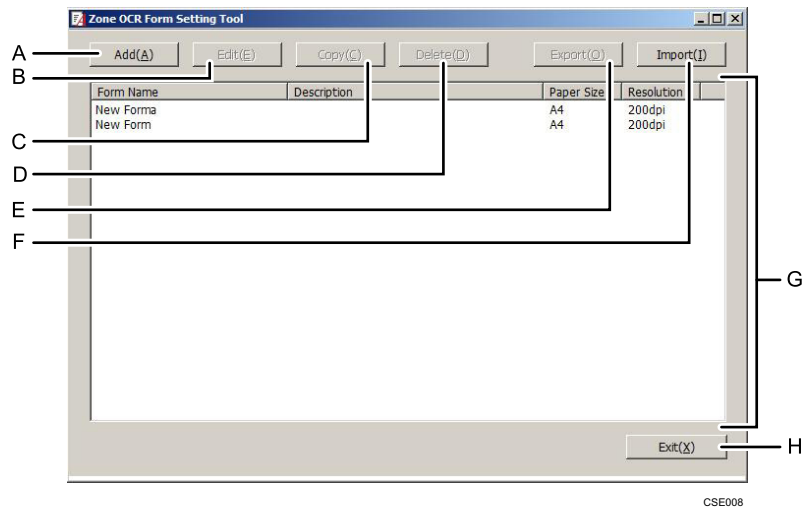 Zone OCR Form Setting Tool
A
Add(A) Edit(E) Copy(C) Delete(D) Export(O) Import(I)
B
Form Name Description Paper Size Resolution
New Forma A4 200dpi
New Form A4 200dpi
C
D
E
F
G
Exit(X)
H
CSE008